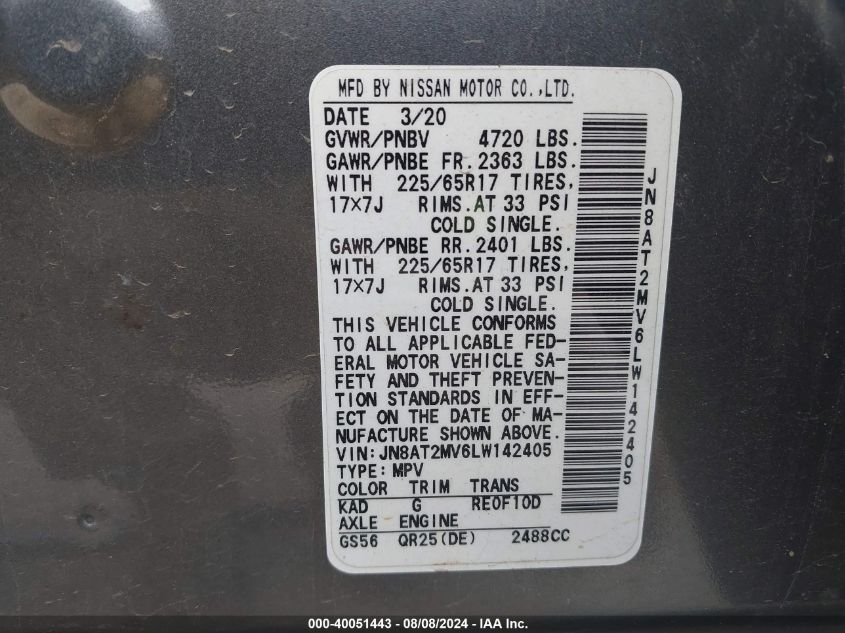 MFD BY NISSAN MOTOR CO.,LTD.
DATE 3/20
GVWR/PNBV 4720 LBS.
GAWR/PNBE FR. 2363 LBS.
WITH 225/65R17 TIRES,
17×7J RIMS.AT 33 PSI
COLD SINGLE.
GAWR/PNBE RR. 2401 LBS.
WITH 225/65R17 TIRES,
17×7J RIMS.AT 33 PSI
COLD SINGLE.
THIS VEHICLE CONFORMS
TO ALL APPLICABLE FED-
ERAL MOTOR VEHICLE SA-
FETY AND THEFT PREVEN-
TION STANDARDS IN EFF-
ECT ON THE DATE OF MA-
NUFACTURE SHOWN ABOVE.
VIN: JN8AT2MV6LW142405
TYPE: MPV
COLOR TRIM TRANS
KAD G RE0F10D
AXLE ENGINE
GS56 QR25(DE) 2488CC
JN8AT2MV6LW142405
000-40051443 - 08/08/2024 - IAA Inc.